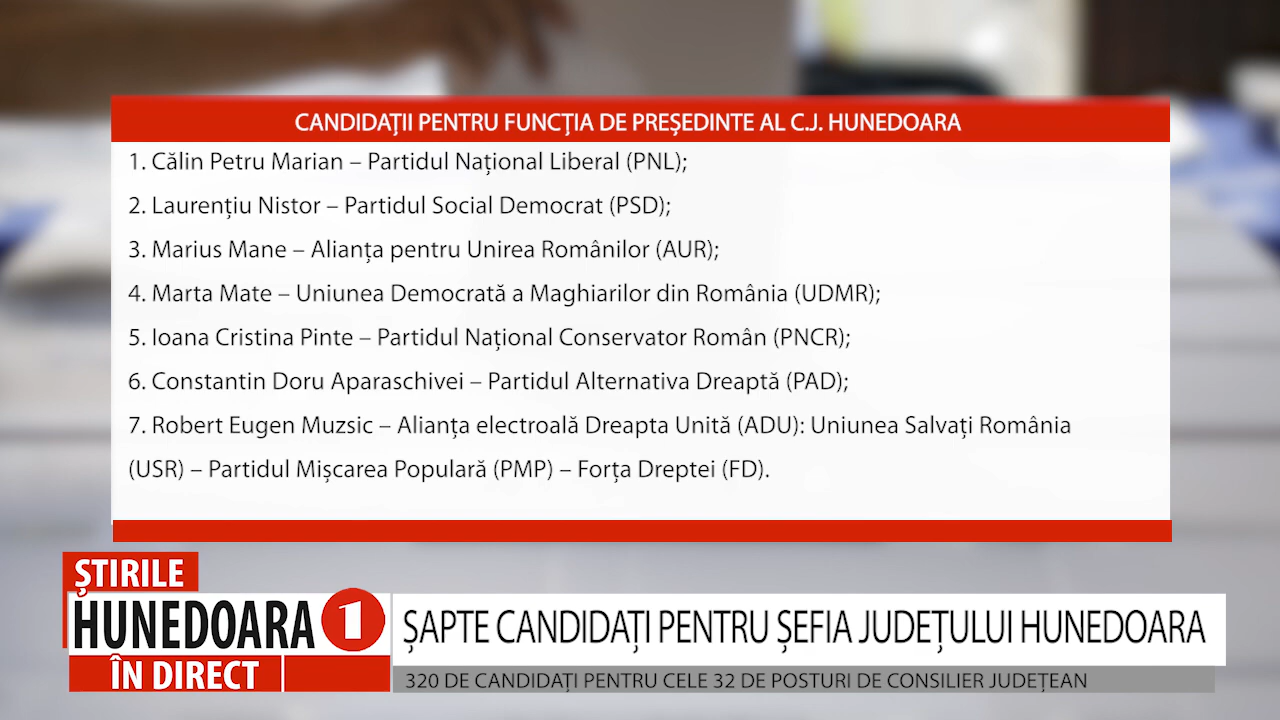 CANDIDAȚII PENTRU FUNCŢIA DE PREŞEDINTE AL C.J. HUNEDOARA
1. Călin Petru Marian – Partidul Național Liberal (PNL);
2. Laurențiu Nistor – Partidul Social Democrat (PSD);
3. Marius Mane – Alianța pentru Unirea Românilor (AUR);
4. Marta Mate – Uniunea Democrată a Maghiarilor din România (UDMR);
5. Ioana Cristina Pinte – Partidul Național Conservator Român (PNCR);
6. Constantin Doru Aparaschivei – Partidul Alternativa Dreaptă (PAD);
7. Robert Eugen Muzsic – Alianța electroală Dreapta Unită (ADU): Uniunea Salvați România
(USR) – Partidul Mișcarea Populară (PMP) – Forța Dreptei (FD).
ȘTIRILE
HUNEDOARA 1
ÎN DIRECT
ȘAPTE CANDIDAȚI PENTRU ȘEFIA JUDEȚULUI HUNEDOARA
320 DE CANDIDAȚI PENTRU CELE 32 DE POSTURI DE CONSILIER JUDEȚEAN